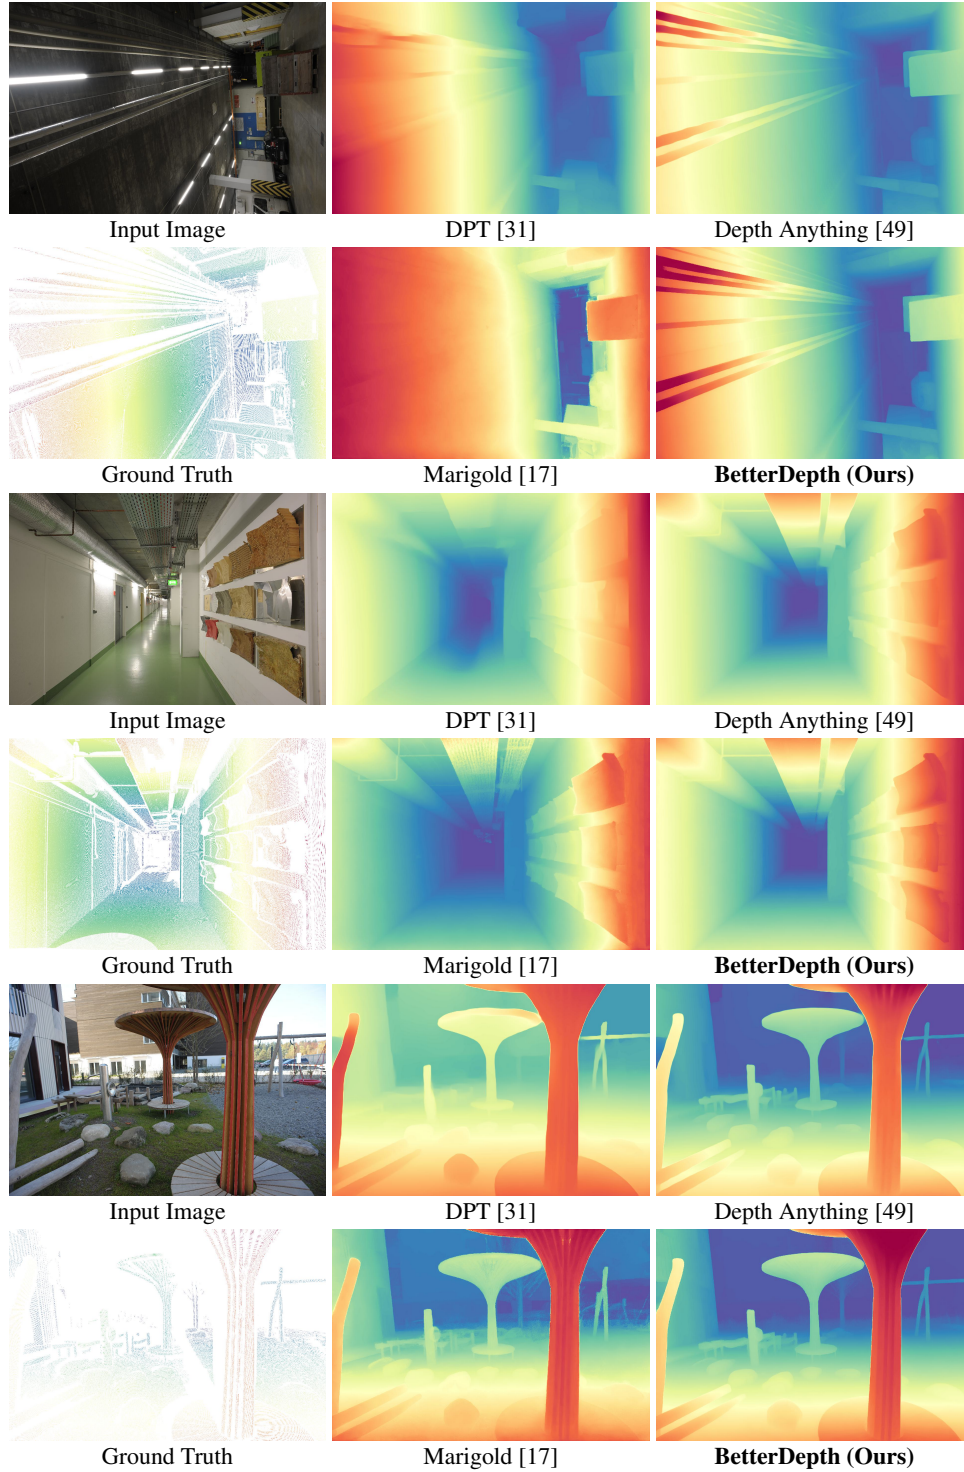 Input Image
DPT [31]
Depth Anything [49]
Ground Truth
Marigold [17]
BetterDepth (Ours)
Input Image
DPT [31]
Depth Anything [49]
Ground Truth
Marigold [17]
BetterDepth (Ours)
Input Image
DPT [31]
Depth Anything [49]
Ground Truth
Marigold [17]
BetterDepth (Ours)